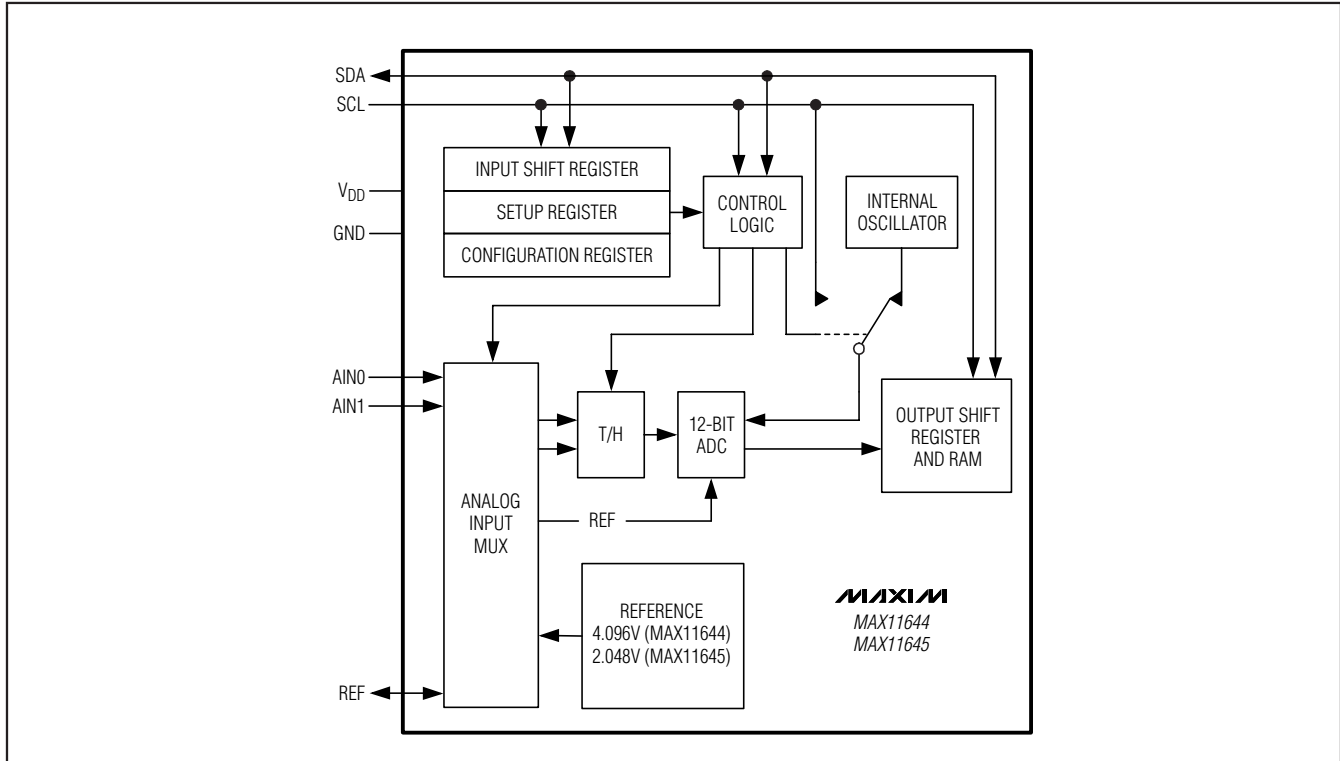 SDA
SCL
INPUT SHIFT REGISTER
SETUP REGISTER
CONFIGURATION REGISTER
VDD
GND
CONTROL
LOGIC
INTERNAL
OSCILLATOR
AIN0
AIN1
T/H
12-BIT
ADC
OUTPUT SHIFT
REGISTER
AND RAM
ANALOG
INPUT
MUX
REF
REFERENCE
4.096V (MAX11644)
2.048V (MAX11645)
MAXIM
MAX11644
MAX11645
REF